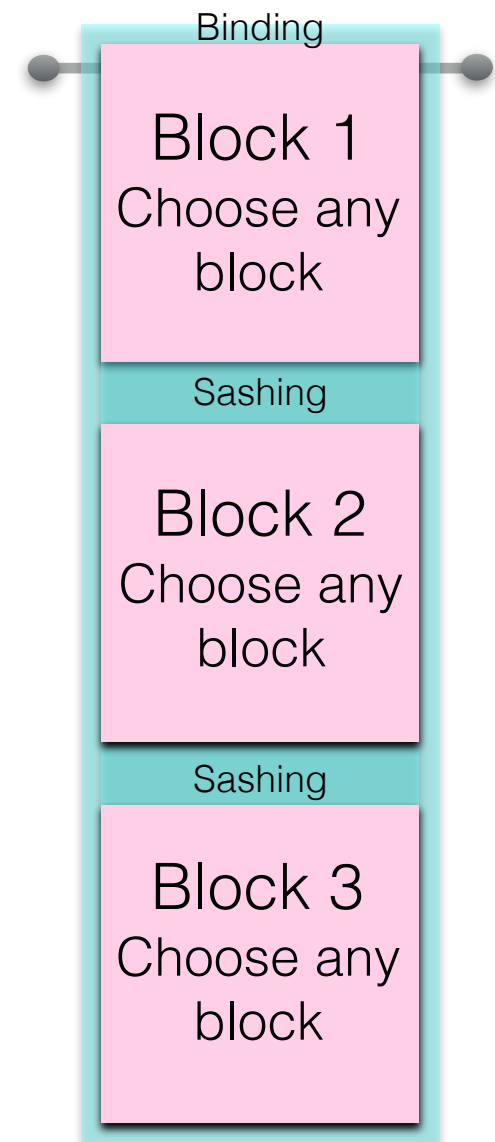 Binding
Block 1
Choose any
block
Sashing
Block 2
Choose any
block
Sashing
Block 3
Choose any
block